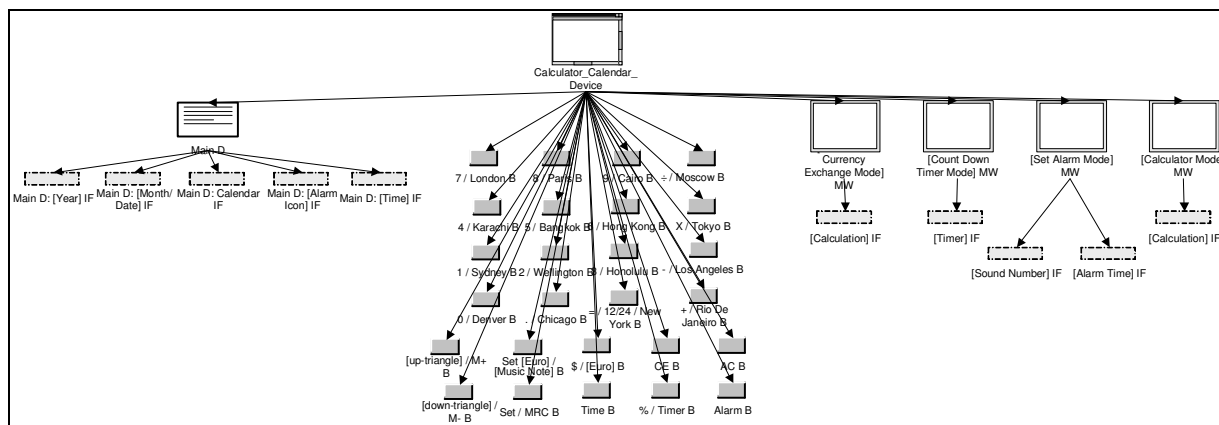 Calculator_Calendar_
Device
Main D
Main D: [Year] IF
Main D: [Month/
Date] IF
Main D: Calendar
IF
Main D: [Alarm
Icon] IF
Main D: [Time] IF
7 / London B
8 / Paris B
9 / Cairo B
÷ / Moscow B
4 / Karachi B
5 / Bangkok B
6 / Hong Kong B
X / Tokyo B
1 / Sydney B
2 / Wellington B
3 / Honolulu B
- / Los Angeles B
0 / Denver B
. / Chicago B
= / 12/24 / New
York B
+ / Rio De
Janeiro B
[up-triangle] / M+
B
Set [Euro] /
[Music Note] B
$ / [Euro] B
CE B
AC B
[down-triangle] /
M- B
Set / MRC B
Time B
% / Timer B
Alarm B
Currency
Exchange Mode]
MW
[Calculation] IF
[Count Down
Timer Mode] MW
[Timer] IF
[Set Alarm Mode]
MW
[Sound Number] IF
[Alarm Time] IF
[Calculator Mode]
MW
[Calculation] IF